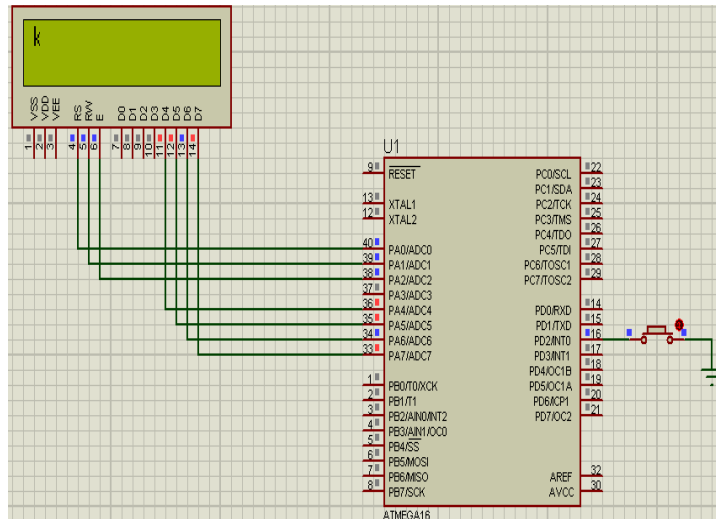 k
VSS VDD VEE RS RW E D0 D1 D2 D3 D4 D5 D6 D7
1 2 3 4 5 6 7 8 9 10 11 12 13 14
U1
9 RESET PC0/SCL 22
PC1/SDA 23
13 XTAL1 PC2/TCK 24
12 XTAL2 PC3/TMS 25
PC4/TDO 26
40 PA0/ADC0 PC5/TDI 27
39 PA1/ADC1 PC6/TOSC1 28
38 PA2/ADC2 PC7/TOSC2 29
37 PA3/ADC3
36 PA4/ADC4 PD0/RXD 14
35 PA5/ADC5 PD1/TXD 15
34 PA6/ADC6 PD2/INT0 16
33 PA7/ADC7 PD3/INT1 17
PD4/OC1B 18
1 PB0/T0/XCK PD5/OC1A 19
2 PB1/T1 PD6/ICP1 20
3 PB2/AIN0/INT2 PD7/OC2 21
4 PB3/AIN1/OC0
5 PB4/SS
6 PB5/MOSI
7 PB6/MISO AREF 32
8 PB7/SCK AVCC 30
ATMEGA16